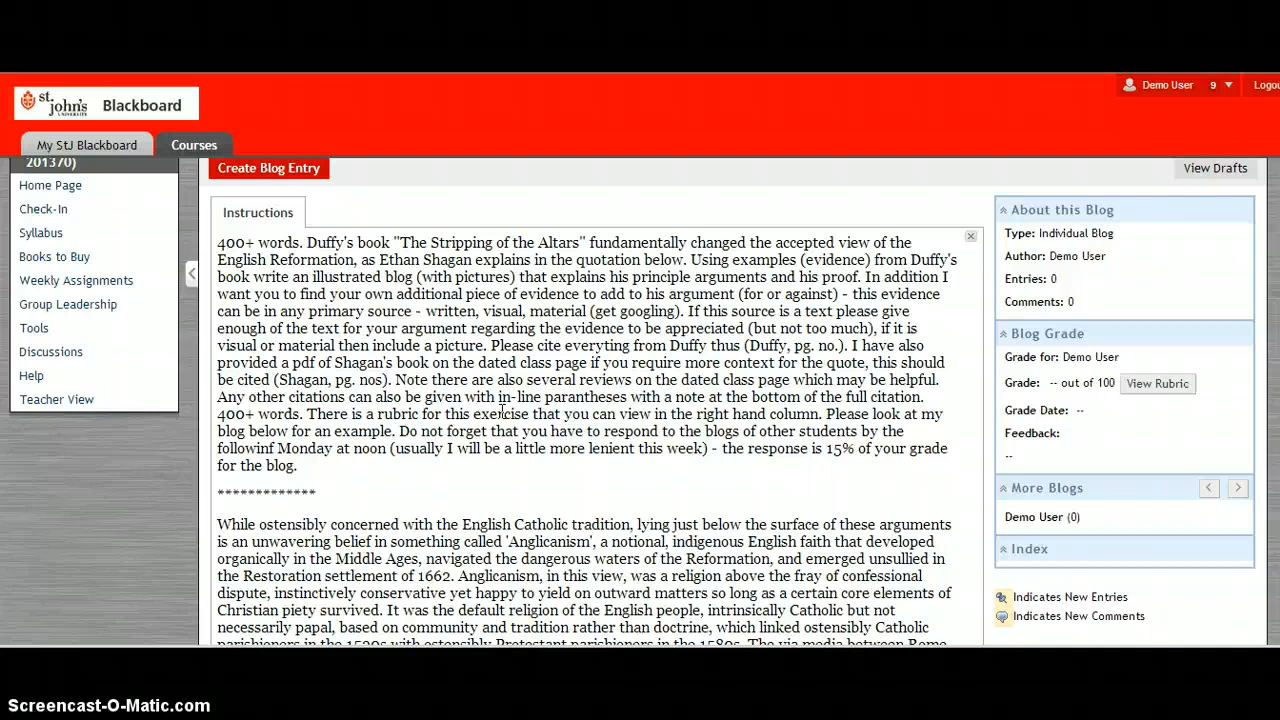 Demo User 9 Logou
st. john's UNIVERSITY Blackboard
My StJ Blackboard Courses
201370)
Home Page
Check-In
Syllabus
Books to Buy
Weekly Assignments
Group Leadership
Tools
Discussions
Help
Teacher View
Create Blog Entry
View Drafts
Instructions
400+ words. Duffy's book "The Stripping of the Altars" fundamentally changed the accepted view of the
English Reformation, as Ethan Shagan explains in the quotation below. Using examples (evidence) from Duffy's
book write an illustrated blog (with pictures) that explains his principle arguments and his proof. In addition I
want you to find your own additional piece of evidence to add to his argument (for or against) - this evidence
can be in any primary source - written, visual, material (get googling). If this source is a text please give
enough of the text for your argument regarding the evidence to be appreciated (but not too much), if it is
visual or material then include a picture. Please cite everyting from Duffy thus (Duffy, pg. no.). I have also
provided a pdf of Shagan's book on the dated class page if you require more context for the quote, this should
be cited (Shagan, pg. nos). Note there are also several reviews on the dated class page which may be helpful.
Any other citations can also be given with in-line parantheses with a note at the bottom of the full citation.
400+ words. There is a rubric for this exercise that you can view in the right hand column. Please look at my
blog below for an example. Do not forget that you have to respond to the blogs of other students by the
followinf Monday at noon (usually I will be a little more lenient this week) - the response is 15% of your grade
for the blog.
*************
While ostensibly concerned with the English Catholic tradition, lying just below the surface of these arguments
is an unwavering belief in something called 'Anglicanism', a notional, indigenous English faith that developed
organically in the Middle Ages, navigated the dangerous waters of the Reformation, and emerged unsullied in
the Restoration settlement of 1662. Anglicanism, in this view, was a religion above the fray of confessional
dispute, instinctively conservative yet happy to yield on outward matters so long as a certain core elements of
Christian piety survived. It was the default religion of the English people, intrinsically Catholic but not
necessarily papal, based on community and tradition rather than doctrine, which linked ostensibly Catholic
parishioners in the 1530s with ostensibly Protestant parishioners in the 1580s. The via media between Rome
About this Blog
Type: Individual Blog
Author: Demo User
Entries: 0
Comments: 0
Blog Grade
Grade for: Demo User
Grade: -- out of 100 View Rubric
Grade Date: --
Feedback:
--
More Blogs
Demo User (0)
Index
Indicates New Entries
Indicates New Comments
Screencast-O-Matic.com